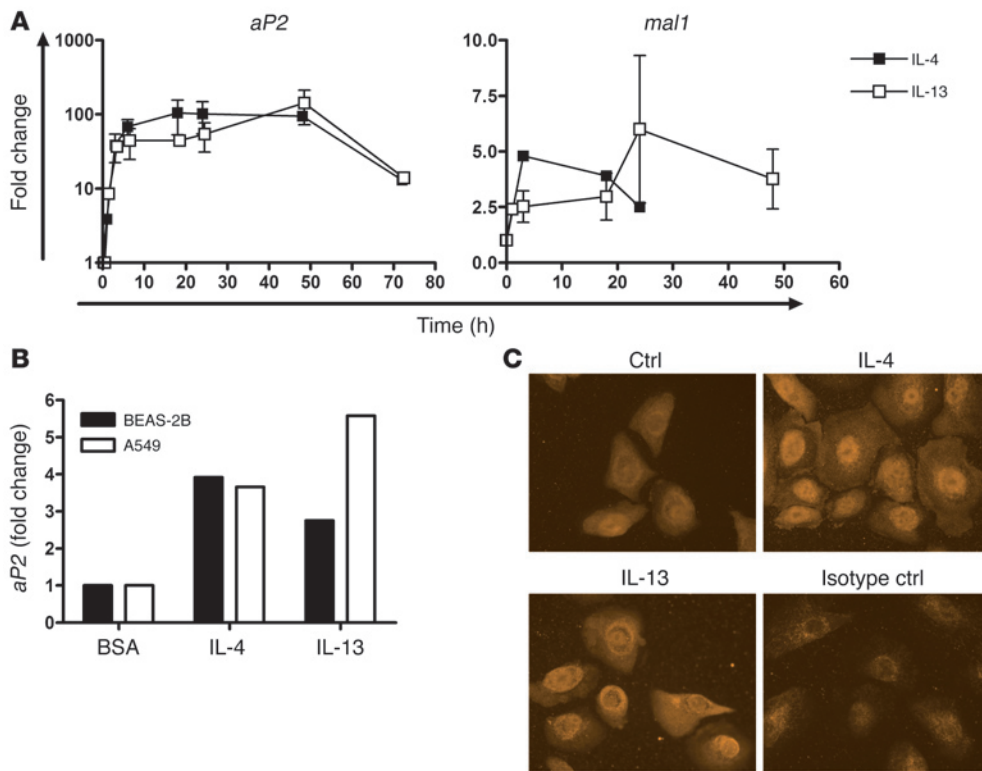 A
aP2
mal1
Fold change
1000
100
10
1
0 10 20 30 40 50 60 70 80
10.0
7.5
5.0
2.5
0.0
0 10 20 30 40 50 60
IL-4
IL-13
Time (h)
B
aP2 (fold change)
6
5
4
3
2
1
0
BEAS-2B
A549
BSA IL-4 IL-13
C
Ctrl IL-4
IL-13 Isotype ctrl